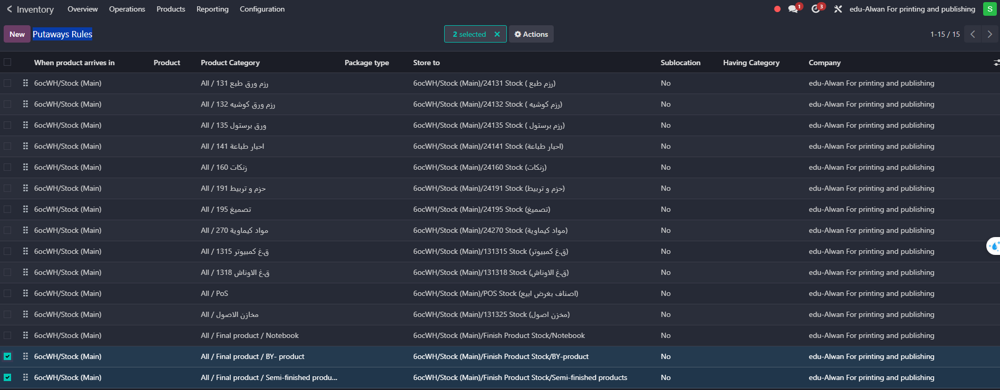 Inventory Overview Operations Products Reporting Configuration 1 3 edu-Alwan For printing and publishing S
New Putaways Rules 2 selected Actions 1-15 / 15
When product arrives in Product Product Category Package type Store to Sublocation Having Category Company
6ocWH/Stock (Main) All / 131 رزم ورق طبع 6ocWH/Stock (Main)/24131 Stock ( رزم طبع) No edu-Alwan For printing and publishing
6ocWH/Stock (Main) All / 132 رزم ورق كوشيه 6ocWH/Stock (Main)/24132 Stock ( رزم كوشيه) No edu-Alwan For printing and publishing
6ocWH/Stock (Main) All / 135 ورق برستول 6ocWH/Stock (Main)/24135 Stock ( رزم برستول) No edu-Alwan For printing and publishing
6ocWH/Stock (Main) All / 141 احبار طباعة 6ocWH/Stock (Main)/24141 Stock (احبار طباعة) No edu-Alwan For printing and publishing
6ocWH/Stock (Main) All / 160 زنكات 6ocWH/Stock (Main)/24160 Stock (زنكات) No edu-Alwan For printing and publishing
6ocWH/Stock (Main) All / 191 حزم و تربيط 6ocWH/Stock (Main)/24191 Stock (حزم و تربيط) No edu-Alwan For printing and publishing
6ocWH/Stock (Main) All / 195 تصميغ 6ocWH/Stock (Main)/24195 Stock (تصميغ) No edu-Alwan For printing and publishing
6ocWH/Stock (Main) All / 270 مواد كيماوية 6ocWH/Stock (Main)/24270 Stock (مواد كيماوية) No edu-Alwan For printing and publishing
6ocWH/Stock (Main) All / 1315 ق.غ كمبيوتر 6ocWH/Stock (Main)/131315 Stock (ق.غ كمبيوتر) No edu-Alwan For printing and publishing
6ocWH/Stock (Main) All / 1318 ق.غ الاوناش 6ocWH/Stock (Main)/131318 Stock (ق.غ الاوناش) No edu-Alwan For printing and publishing
6ocWH/Stock (Main) All / PoS 6ocWH/Stock (Main)/POS Stock (اصناف بغرض ابيع) No edu-Alwan For printing and publishing
6ocWH/Stock (Main) All / مخازن الاصول 6ocWH/Stock (Main)/131325 Stock (مخزن اصول) No edu-Alwan For printing and publishing
6ocWH/Stock (Main) All / Final product / Notebook 6ocWH/Stock (Main)/Finish Product Stock/Notebook No edu-Alwan For printing and publishing
6ocWH/Stock (Main) All / Final product / BY- product 6ocWH/Stock (Main)/Finish Product Stock/BY-product No edu-Alwan For printing and publishing
6ocWH/Stock (Main) All / Final product / Semi-finished produ... 6ocWH/Stock (Main)/Finish Product Stock/Semi-finished products No edu-Alwan For printing and publishing